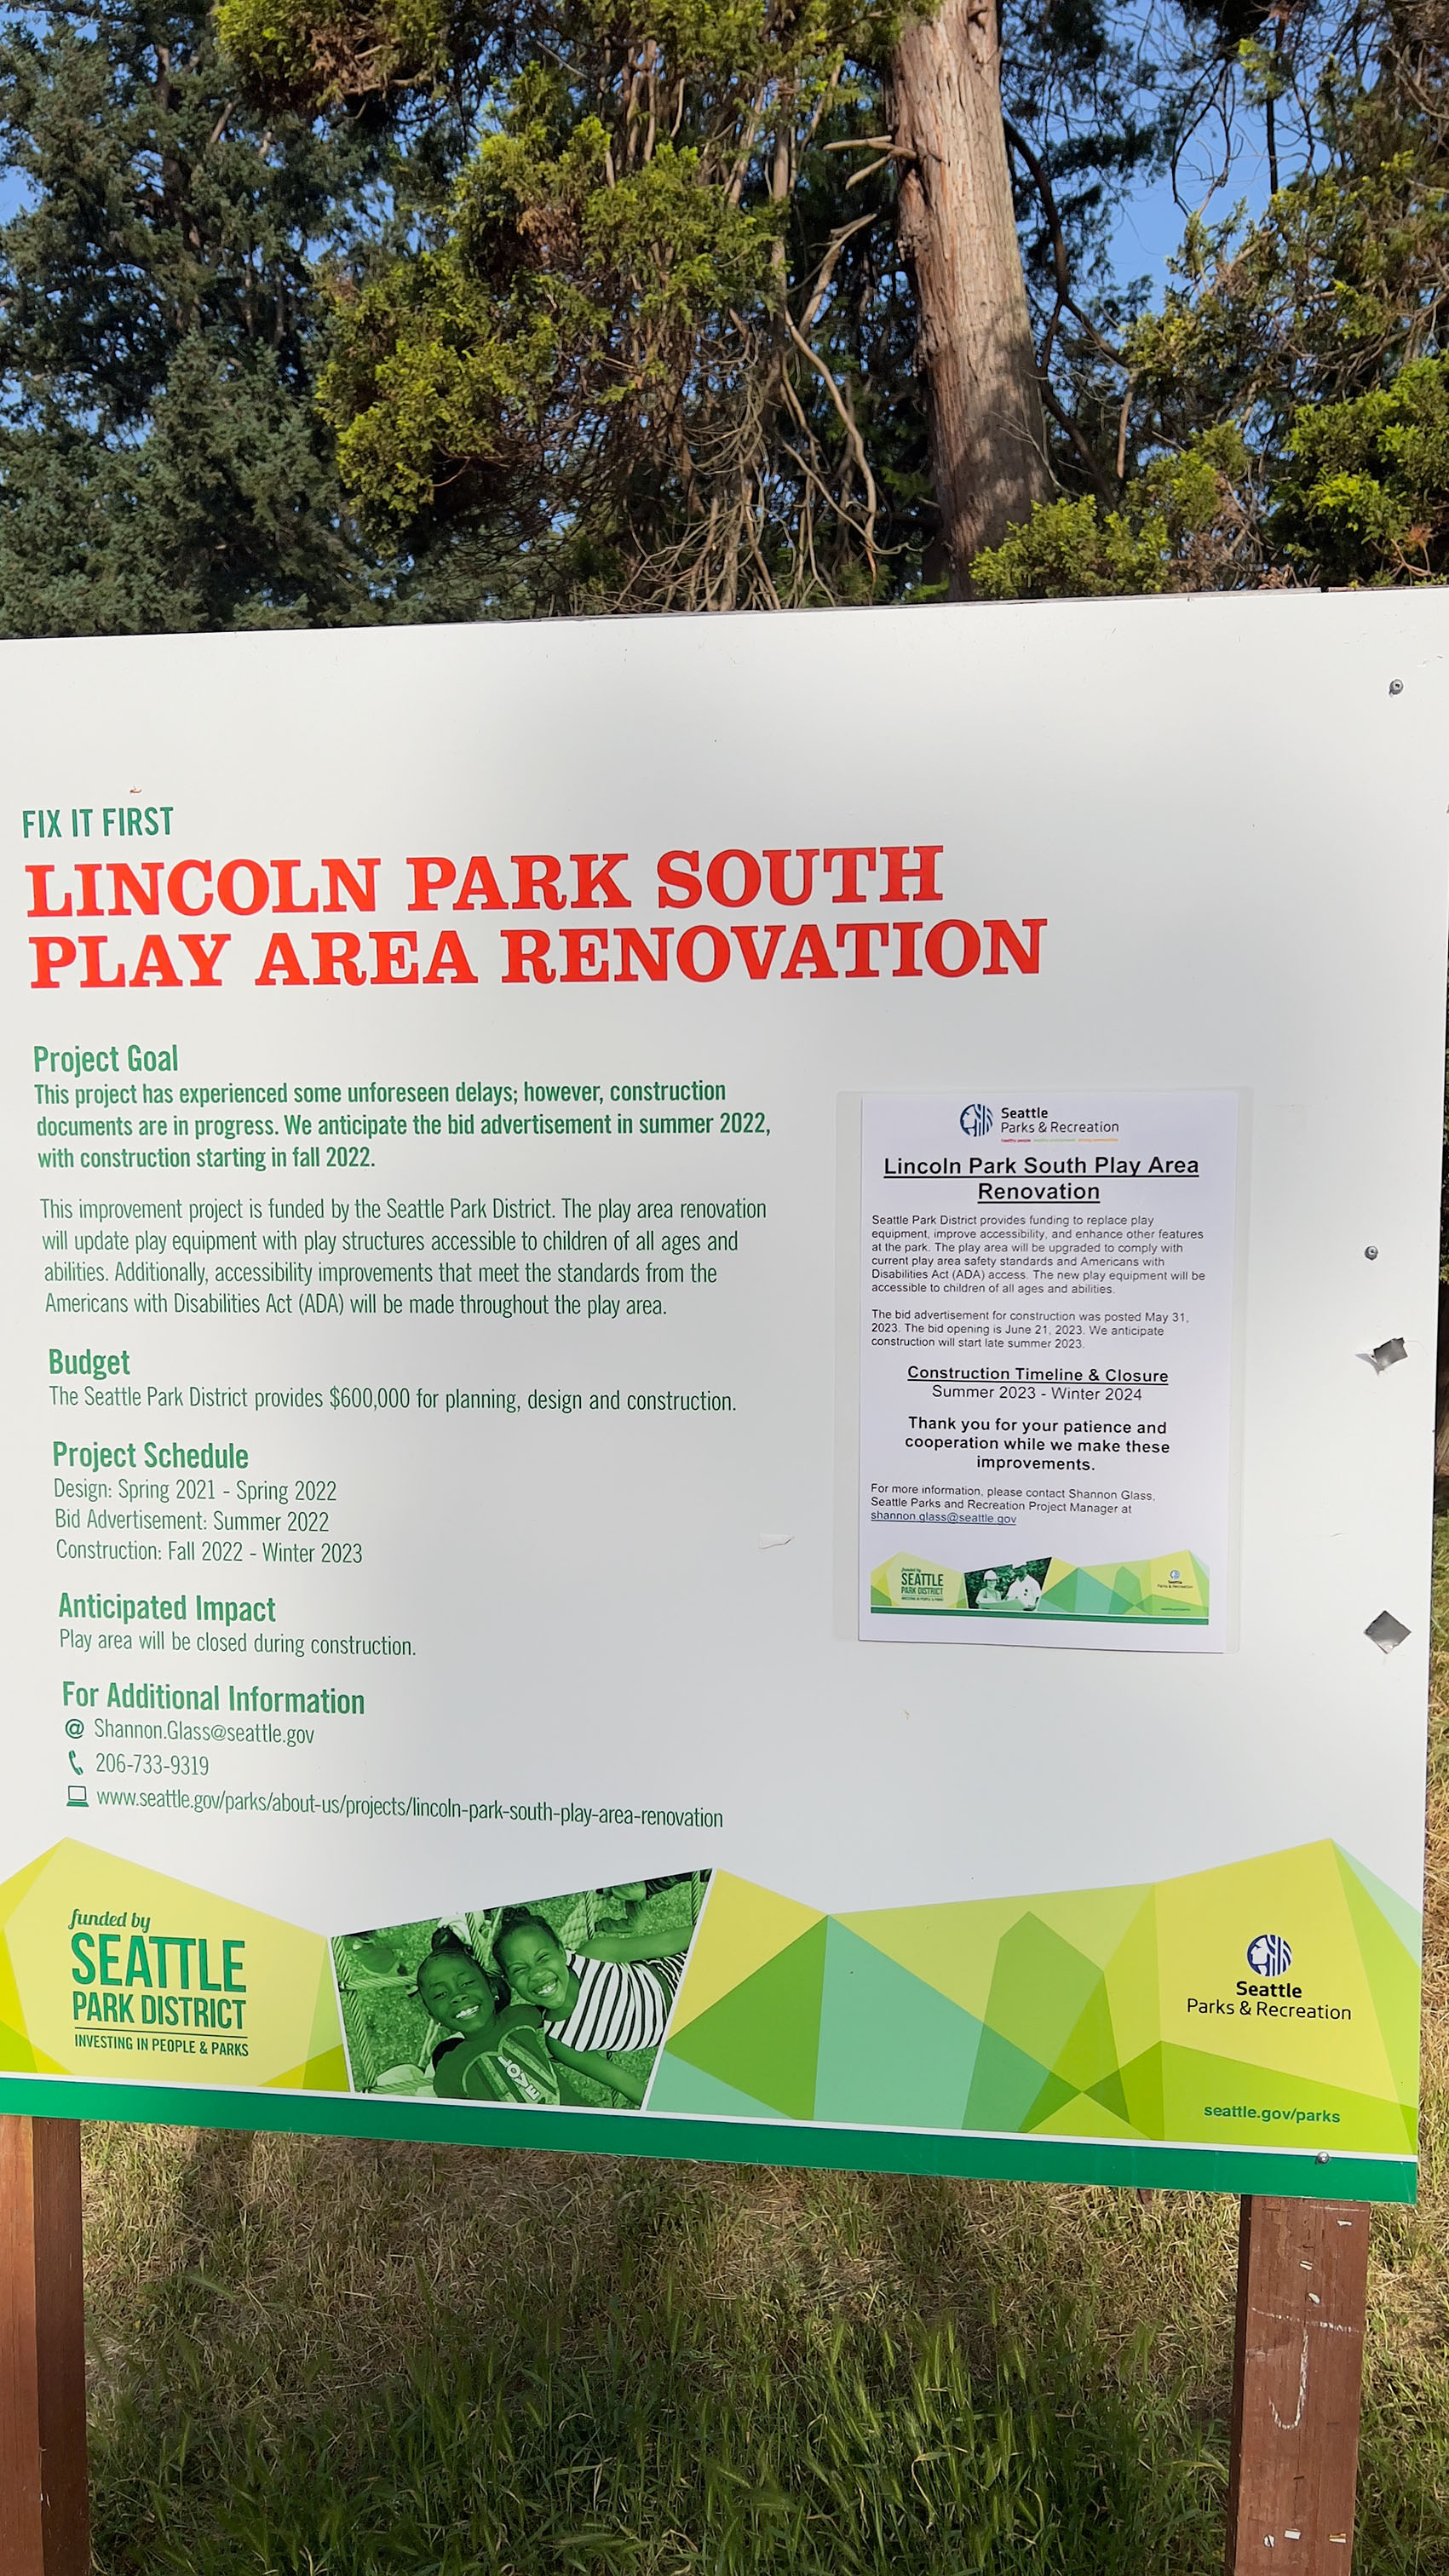 FIX IT FIRST
LINCOLN PARK SOUTH
PLAY AREA RENOVATION
Project Goal
This project has experienced some unforeseen delays; however, construction
documents are in progress. We anticipate the bid advertisement in summer 2022,
with construction starting in fall 2022.
This improvement project is funded by the Seattle Park District. The play area renovation
will update play equipment with play structures accessible to children of all ages and
abilities. Additionally, accessibility improvements that meet the standards from the
Americans with Disabilities Act (ADA) will be made throughout the play area.
Budget
The Seattle Park District provides $600,000 for planning, design and construction.
Project Schedule
Design: Spring 2021 - Spring 2022
Bid Advertisement: Summer 2022
Construction: Fall 2022 - Winter 2023
Anticipated Impact
Play area will be closed during construction.
For Additional Information
@ Shannon.Glass@seattle.gov
206-733-9319
www.seattle.gov/parks/about-us/projects/lincoln-park-south-play-area-renovation
Seattle
Parks & Recreation
healthy people healthy environment strong communities
Lincoln Park South Play Area
Renovation
Seattle Park District provides funding to replace play
equipment, improve accessibility, and enhance other features
at the park. The play area will be upgraded to comply with
current play area safety standards and Americans with
Disabilities Act (ADA) access. The new play equipment will be
accessible to children of all ages and abilities.
The bid advertisement for construction was posted May 31,
2023. The bid opening is June 21, 2023. We anticipate
construction will start late summer 2023.
Construction Timeline & Closure
Summer 2023 - Winter 2024
Thank you for your patience and
cooperation while we make these
improvements.
For more information, please contact Shannon Glass,
Seattle Parks and Recreation Project Manager at
shannon.glass@seattle.gov
funded by
SEATTLE
PARK DISTRICT
INVESTING IN PEOPLE & PARKS
Seattle
Parks & Recreation
funded by
SEATTLE
PARK DISTRICT
INVESTING IN PEOPLE & PARKS
LOVE
Seattle
Parks & Recreation
seattle.gov/parks